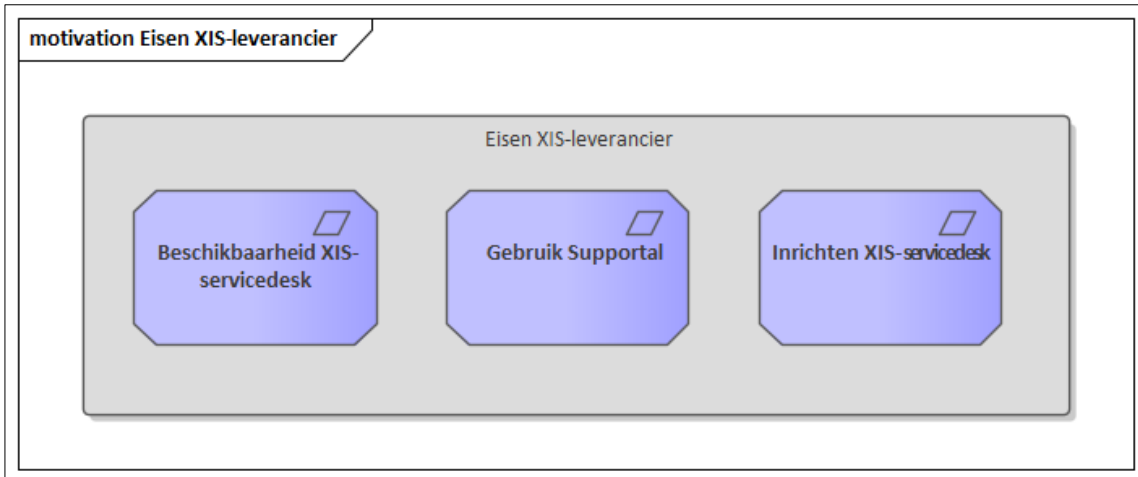 motivation Eisen XIS-leverancier
Eisen XIS-leverancier
Beschikbaarheid XIS-
servicedesk
Gebruik Supportal
Inrichten XIS-servicedesk